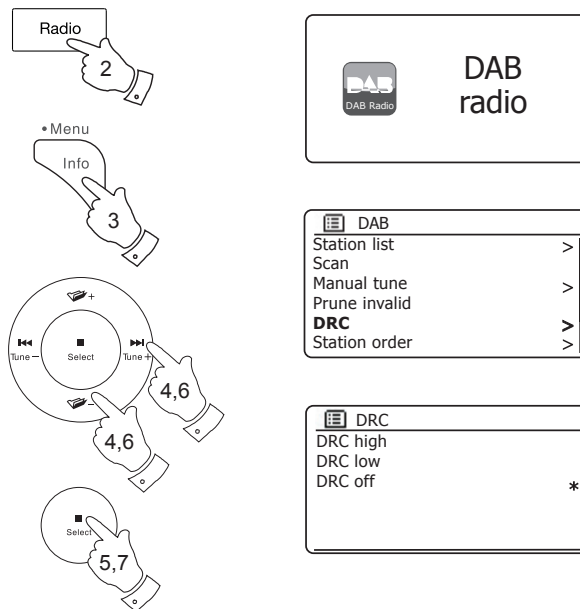 Radio
2
• Menu
Info
3
+
Tune −
Select
Tune +
−
4,6
4,6
Select
5,7
DAB
DAB Radio
DAB
radio
DAB
Station list >
Scan
Manual tune >
Prune invalid
DRC >
Station order >
DRC
DRC high
DRC low
DRC off *